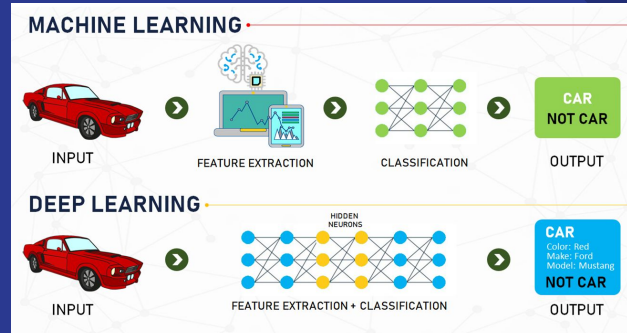 MACHINE LEARNING
INPUT
FEATURE EXTRACTION
CLASSIFICATION
CAR
NOT CAR
OUTPUT
DEEP LEARNING
HIDDEN
NEURONS
INPUT
FEATURE EXTRACTION + CLASSIFICATION
CAR
Color: Red
Make: Ford
Model: Mustang
NOT CAR
OUTPUT